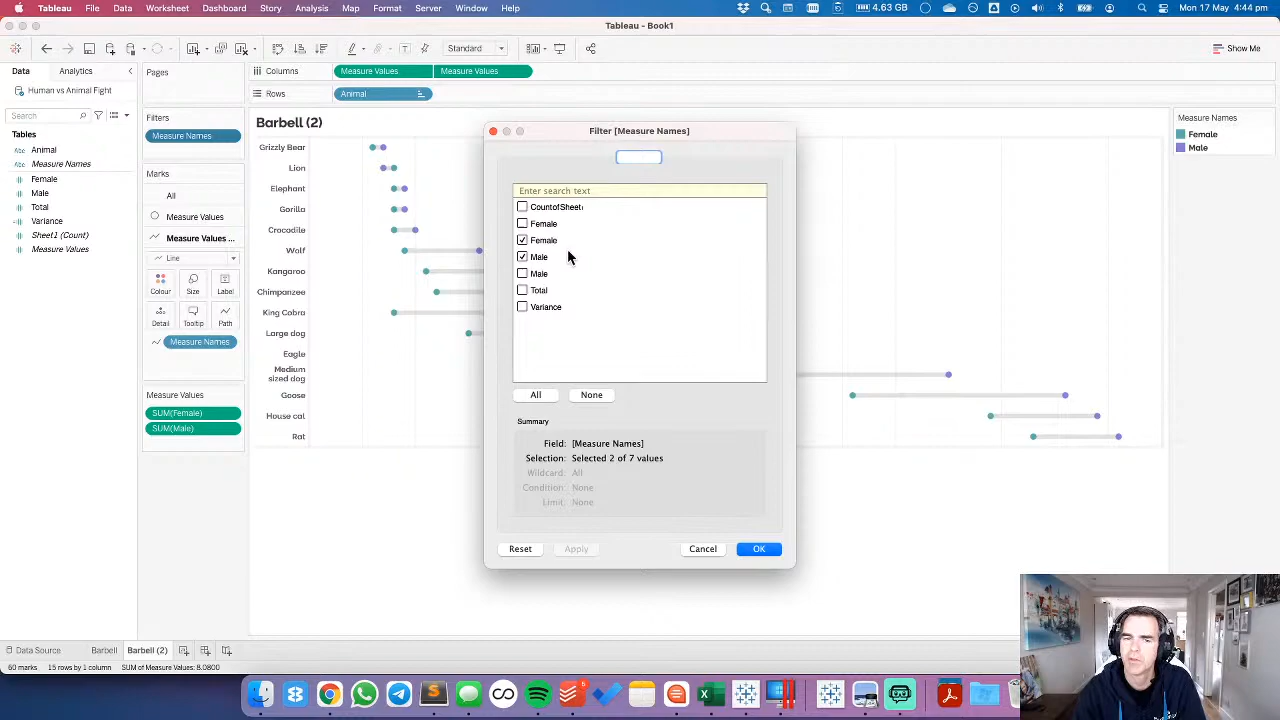 Tableau File Data Worksheet Dashboard Story Analysis Map Format Server Window Help 4.63 GB Mon 17 May 4:44 pm
Tableau - Book1
Standard Show Me
Data Analytics
Human vs Animal Fight
Search
Tables
Animal
Measure Names
Female
Male
Total
Variance
Sheet1 (Count)
Measure Values
Pages
Filters
Measure Names
Marks
All
Measure Values
Measure Values ...
Line
Colour Size Label
Detail Tooltip Path
Measure Names
Measure Values
SUM(Female)
SUM(Male)
Columns Measure Values Measure Values
Rows Animal
Barbell (2)
Grizzly Bear
Lion
Elephant
Gorilla
Crocodile
Wolf
Kangaroo
Chimpanzee
King Cobra
Large dog
Eagle
Medium
sized dog
Goose
House cat
Rat
Filter [Measure Names]
Enter search text
CountofSheet
Female
Female
Male
Male
Total
Variance
All None
Summary
Field: [Measure Names]
Selection: Selected 2 of 7 values
Wildcard: All
Condition: None
Limit: None
Reset Apply Cancel OK
Measure Names
Female
Male
Data Source Barbell Barbell (2)
60 marks 15 rows by 1 column SUM of Measure Values: 8.0800
5